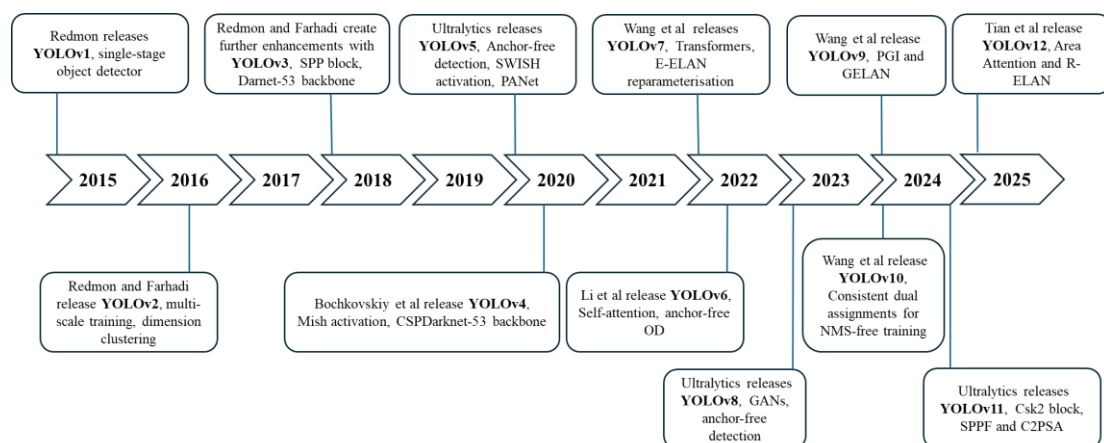 Redmon releases
YOLOv1, single-stage
object detector
Redmon and Farhadi create
further enhancements with
YOLOv3, SPP block,
Darnet-53 backbone
Ultralytics releases
YOLOv5, Anchor-free
detection, SWISH
activation, PANet
Wang et al releases
YOLOv7, Transformers,
E-ELAN
reparameterisation
Wang et al release
YOLOv9, PGI and
GELAN
Tian et al release
YOLOv12, Area
Attention and R-
ELAN
2015
2016
2017
2018
2019
2020
2021
2022
2023
2024
2025
Redmon and Farhadi
release YOLOv2, multi-
scale training, dimension
clustering
Bochkovskiy et al release YOLOv4,
Mish activation, CSPDarknet-53 backbone
Li et al release YOLOv6,
Self-attention, anchor-free
OD
Ultralytics releases
YOLOv8, GANs,
anchor-free
detection
Wang et al release
YOLOv10,
Consistent dual
assignments for
NMS-free training
Ultralytics releases
YOLOv11, Csk2 block,
SPPF and C2PSA